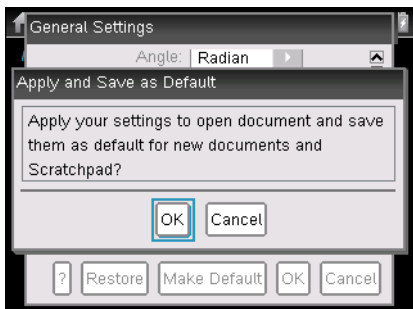 General Settings
Angle: Radian
Apply and Save as Default
Apply your settings to open document and save
them as default for new documents and
Scratchpad?
OK Cancel
? Restore Make Default OK Cancel